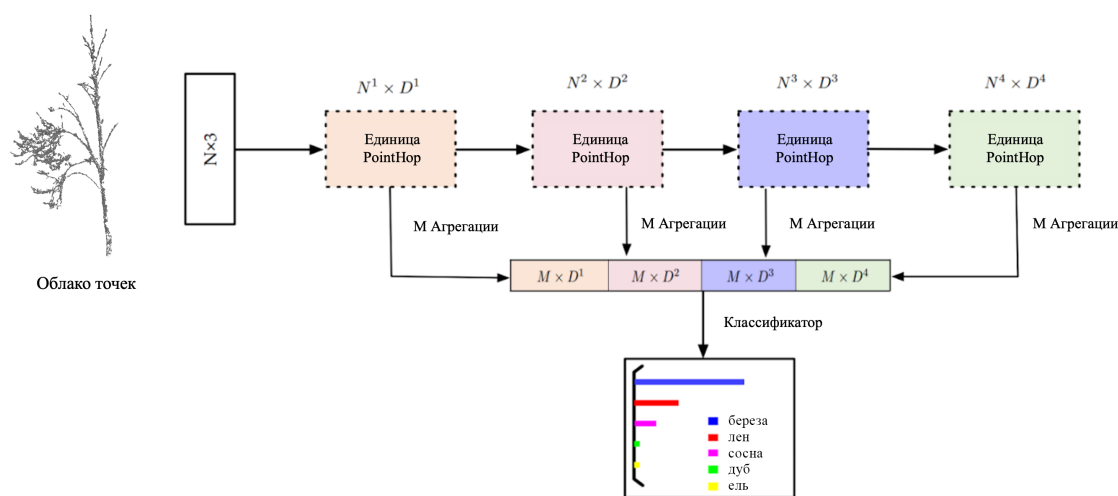 N¹ × D¹
N² × D²
N³ × D³
N⁴ × D⁴
N×3
Единица
PointHop
Единица
PointHop
Единица
PointHop
Единица
PointHop
М Агрегации
М Агрегации
М Агрегации
М Агрегации
Облако точек
M × D¹
M × D²
M × D³
M × D⁴
Классификатор
береза
лен
сосна
дуб
ель